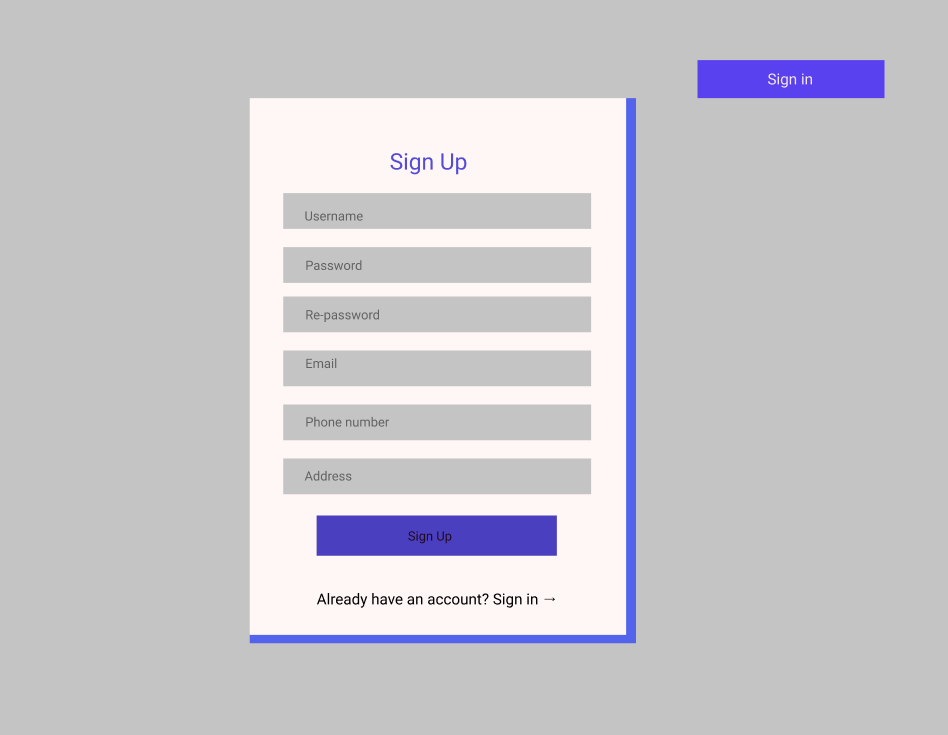 Sign in
Sign Up
Username
Password
Re-password
Email
Phone number
Address
Sign Up
Already have an account? Sign in →